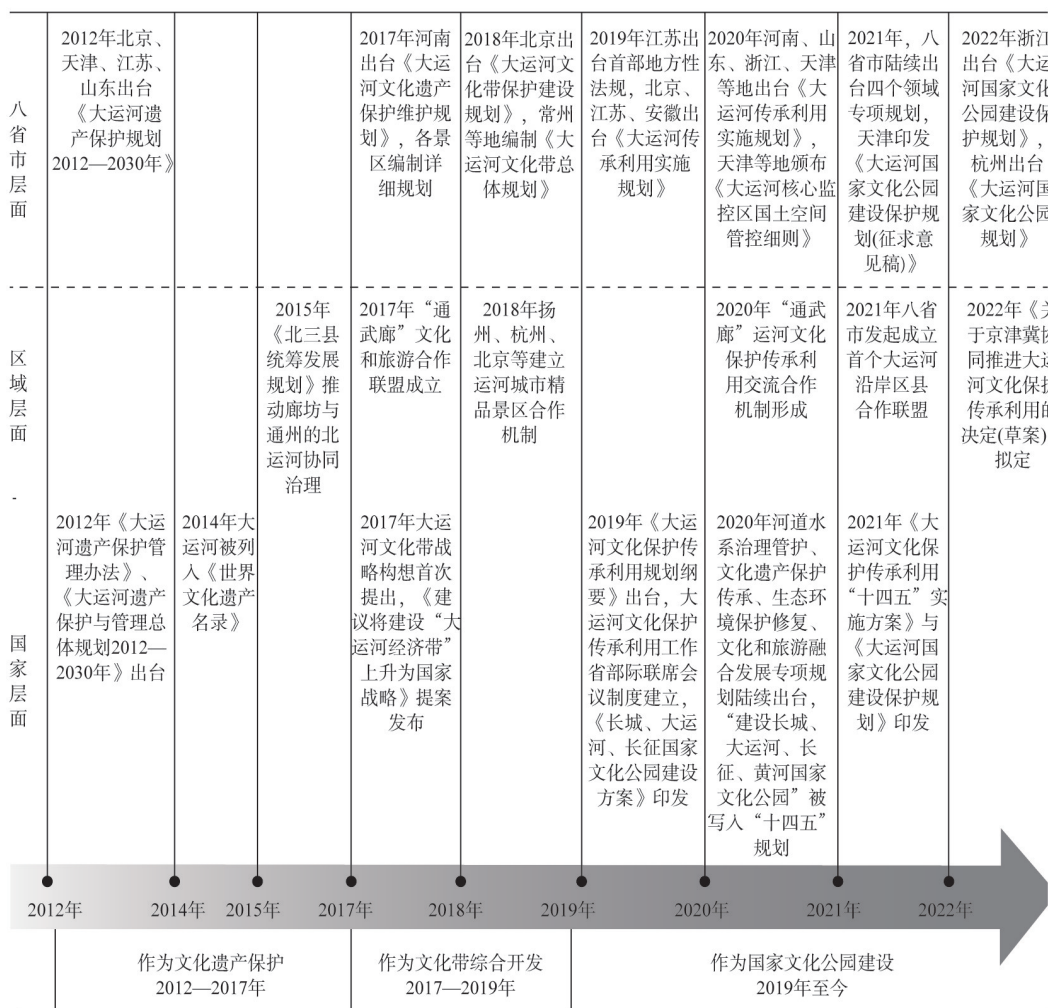 八省市层面
2012年北京、
天津、江苏、
山东出台
《大运河遗
产保护规划
2012—2030年》
2017年河南
出台《大运
河文化遗产
保护维护规
划》，各景
区编制详
细规划
2018年北京出
台《大运河文
化带保护建设
规划》，常州
等地编制《大
运河文化带总
体规划》
2019年江苏出
台首部地方性
法规，北京、
江苏、安徽出
台《大运河传
承利用实施
规划》
2020年河南、山
东、浙江、天津
等地出台《大
运河传承利用
实施规划》，
天津等地颁布
《大运河核心监
控区国土空间
管控细则》
2021年，八
省市陆续出
台四个领域
专项规划，
天津印发
《大运河国
家文化公园
建设保护规
划(征求意
见稿)》
2022年浙江
出台《大运
河国家文化
公园建设保
护规划》，
杭州出台
《大运河国
家文化公园
规划》
区域层面
2015年
《北三县
统筹发展
规划》推
动廊坊与
通州的北
运河协同
治理
2017年“通
武廊”文化
和旅游合作
联盟成立
2018年扬
州、杭州、
北京等建立
运河城市精
品景区合作
机制
2020年“通武
廊”运河文化
保护传承利
用交流合作
机制形成
2021年八省
市发起成立
首个大运河
沿岸区县
合作联盟
2022年《关
于京津冀协
同推进大运
河文化保护
传承利用的
决定(草案)
拟定
国家层面
2012年《大运
河遗产保护管
理办法》、
《大运河遗产
保护与管理总
体规划2012—
2030年》出台
2014年大
运河被列
入《世界
文化遗产
名录》
2017年大运
河文化带战
略构想首次
提出，《建
议将建设“大
运河经济带”
上升为国家
战略》提案
发布
2019年《大运
河文化保护传
承利用规划纲
要》出台，大
运河文化保护
传承利用工作
省部际联席会
议制度建立，
《长城、大运
河、长征国家
文化公园建设
方案》印发
2020年河道水
系治理管护、
文化遗产保护
传承、生态环
境保护修复、
文化和旅游融
合发展专项规
划陆续出台，
“建设长城、
大运河、长
征、黄河国家
文化公园”被
写入“十四五”
规划
2021年《大
运河文化保
护传承利用
“十四五”实
施方案》与
《大运河国
家文化公园
建设保护规
划》印发
2012年
2014年
2015年
2017年
2018年
2019年
2020年
2021年
2022年
作为文化遗产保护
2012—2017年
作为文化带综合开发
2017—2019年
作为国家文化公园建设
2019年至今